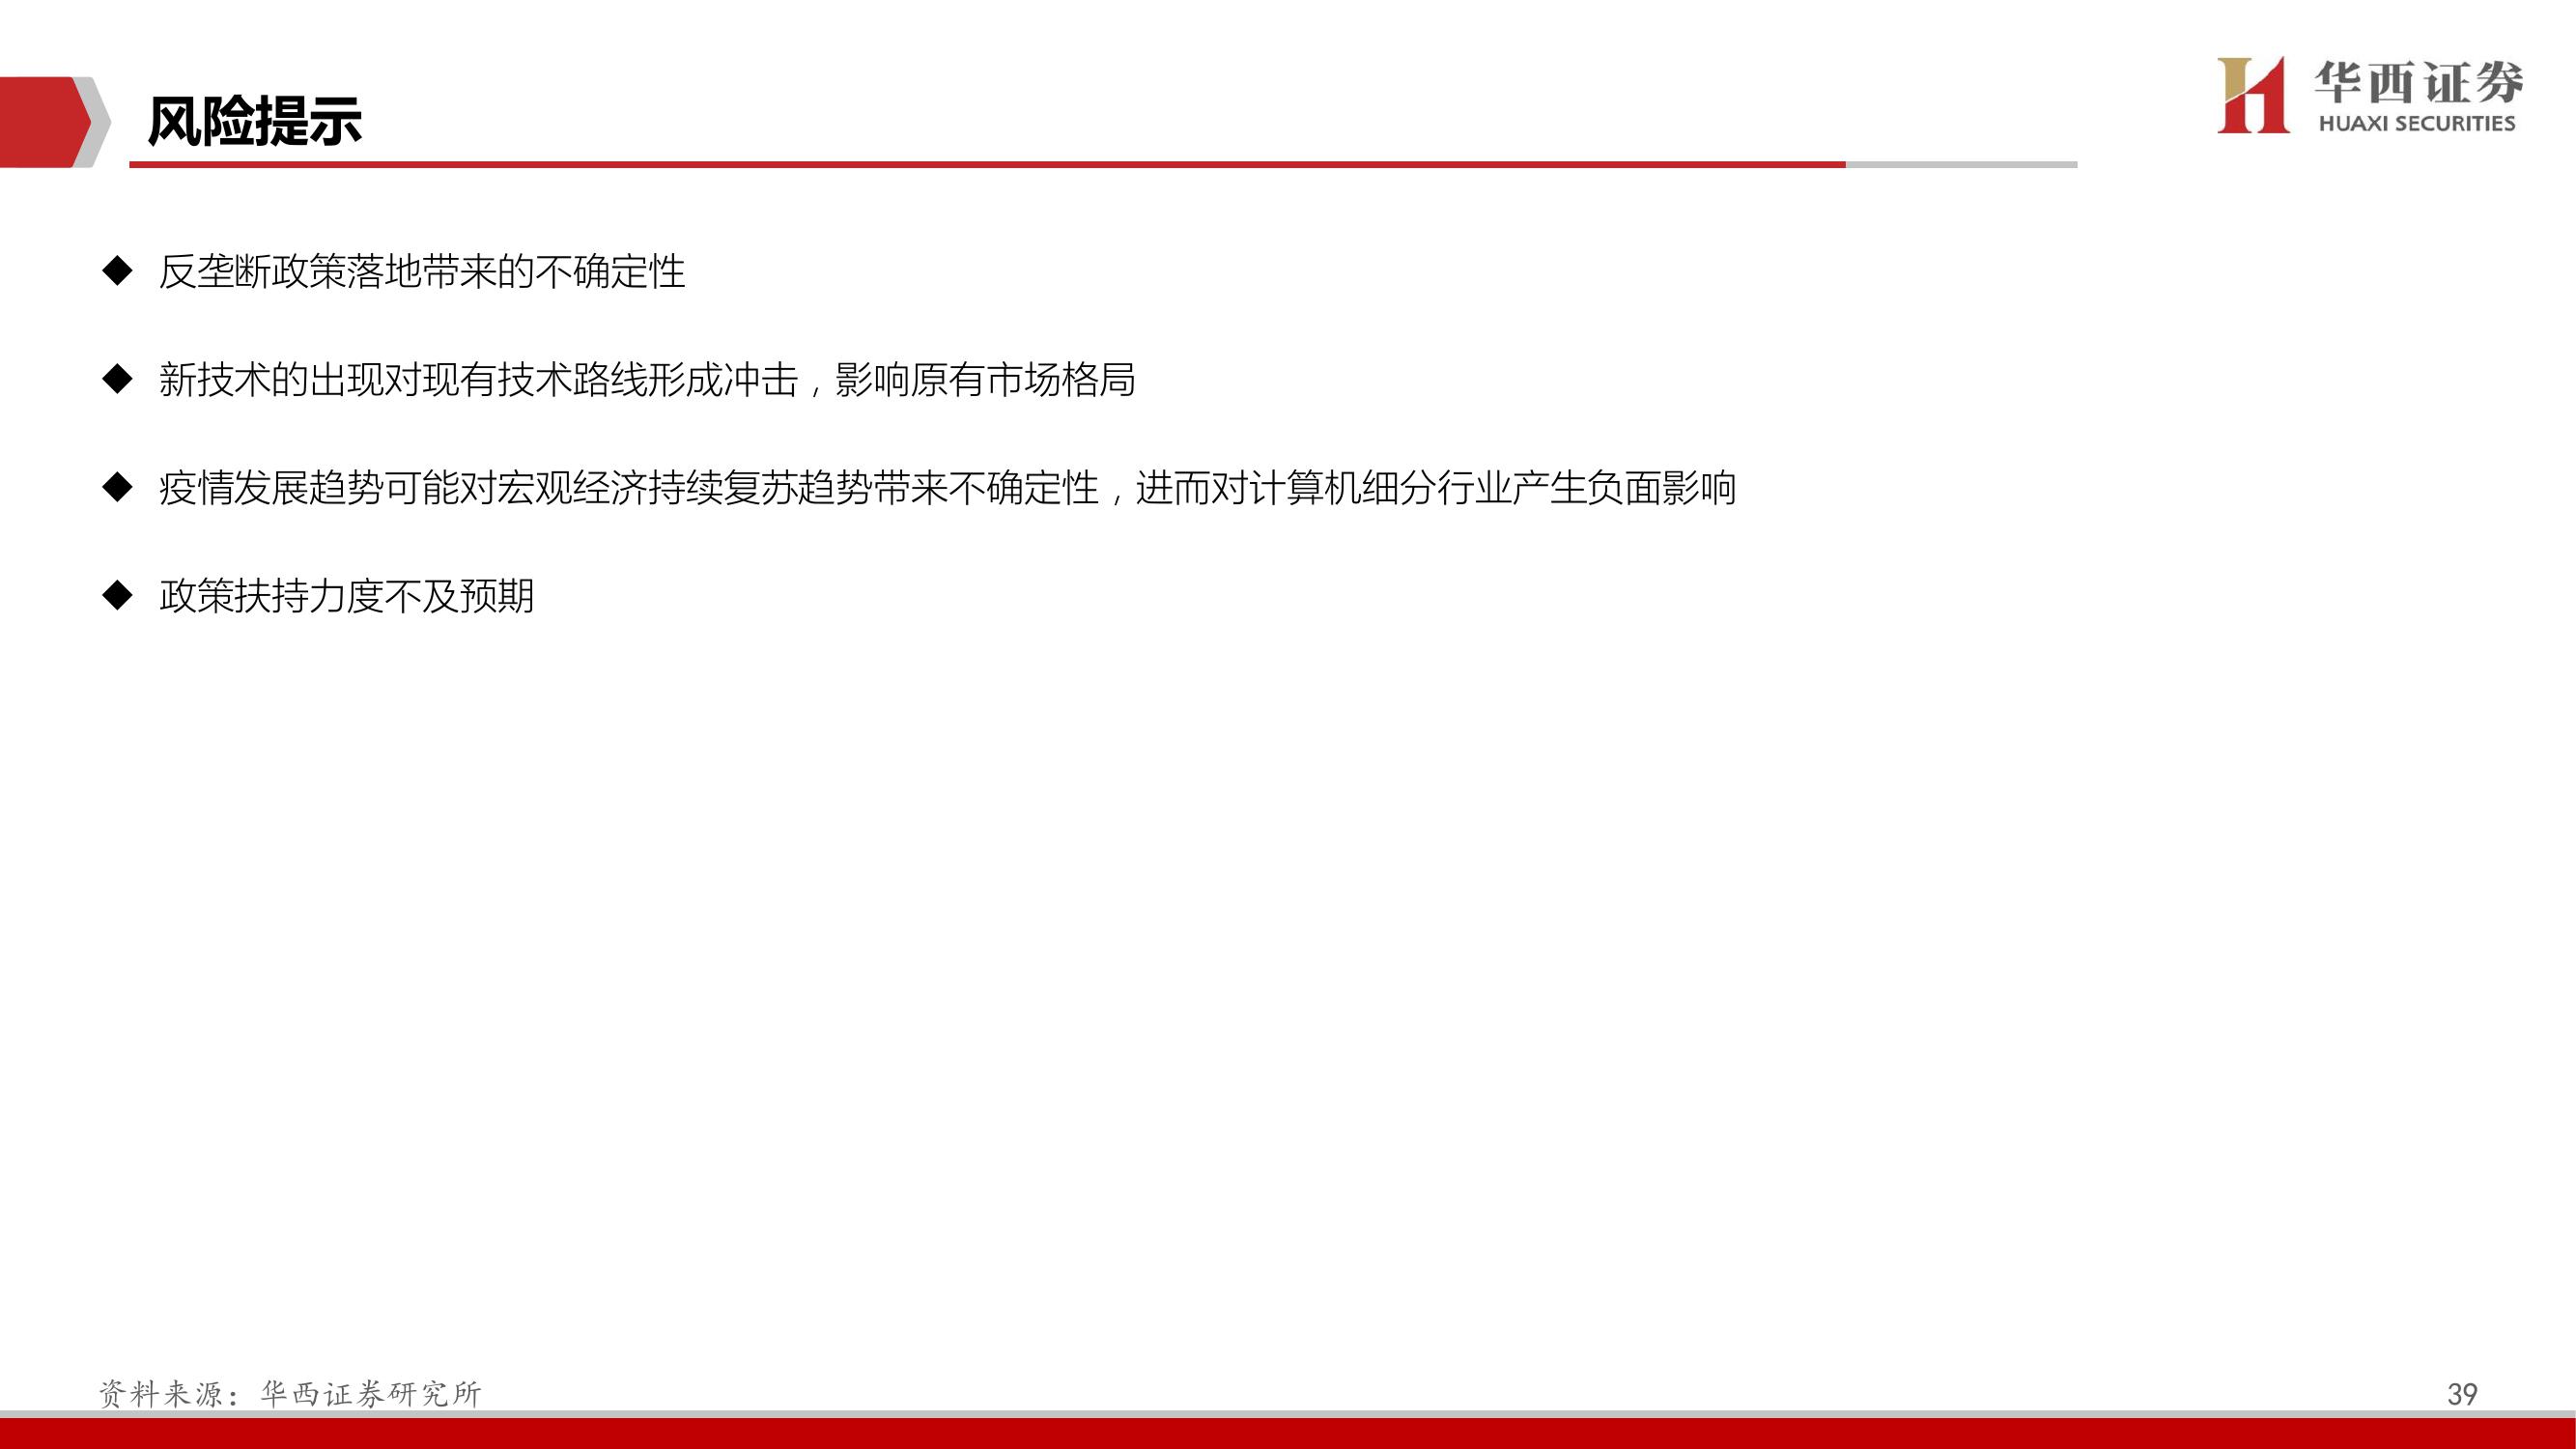 风险提示
华西证券
HUAXI SECURITIES
◆ 反垄断政策落地带来的不确定性
◆ 新技术的出现对现有技术路线形成冲击，影响原有市场格局
◆ 疫情发展趋势可能对宏观经济持续复苏趋势带来不确定性，进而对计算机细分行业产生负面影响
◆ 政策扶持力度不及预期
资料来源：华西证券研究所
39